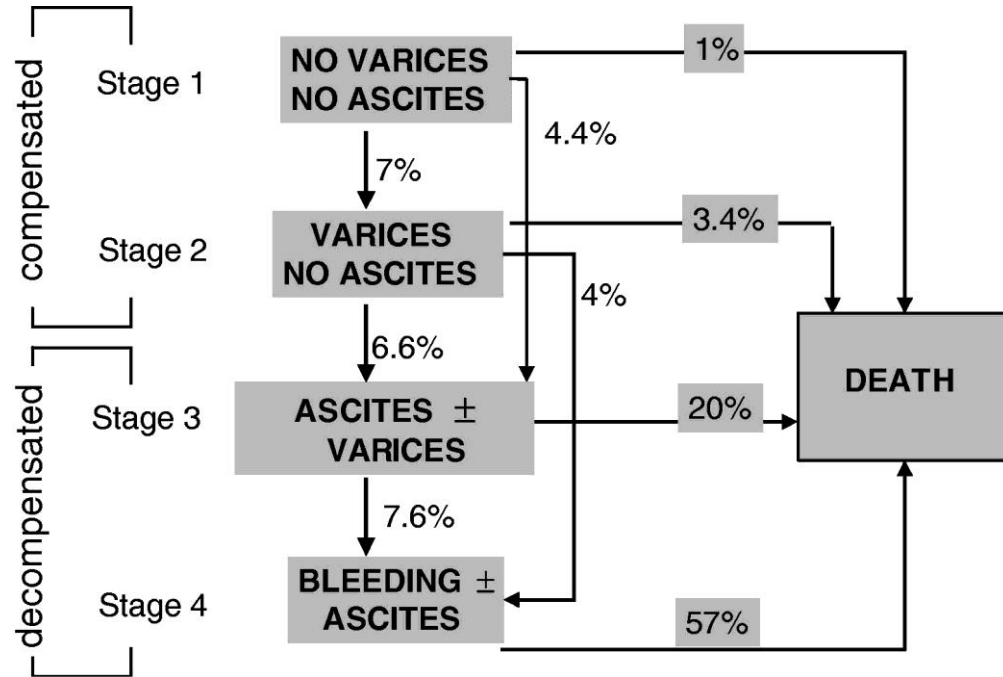 compensated
Stage 1
NO VARICES
NO ASCITES
1%
4.4%
7%
Stage 2
VARICES
NO ASCITES
3.4%
4%
6.6%
DEATH
decompensated
Stage 3
ASCITES ±
VARICES
20%
7.6%
Stage 4
BLEEDING ±
ASCITES
57%